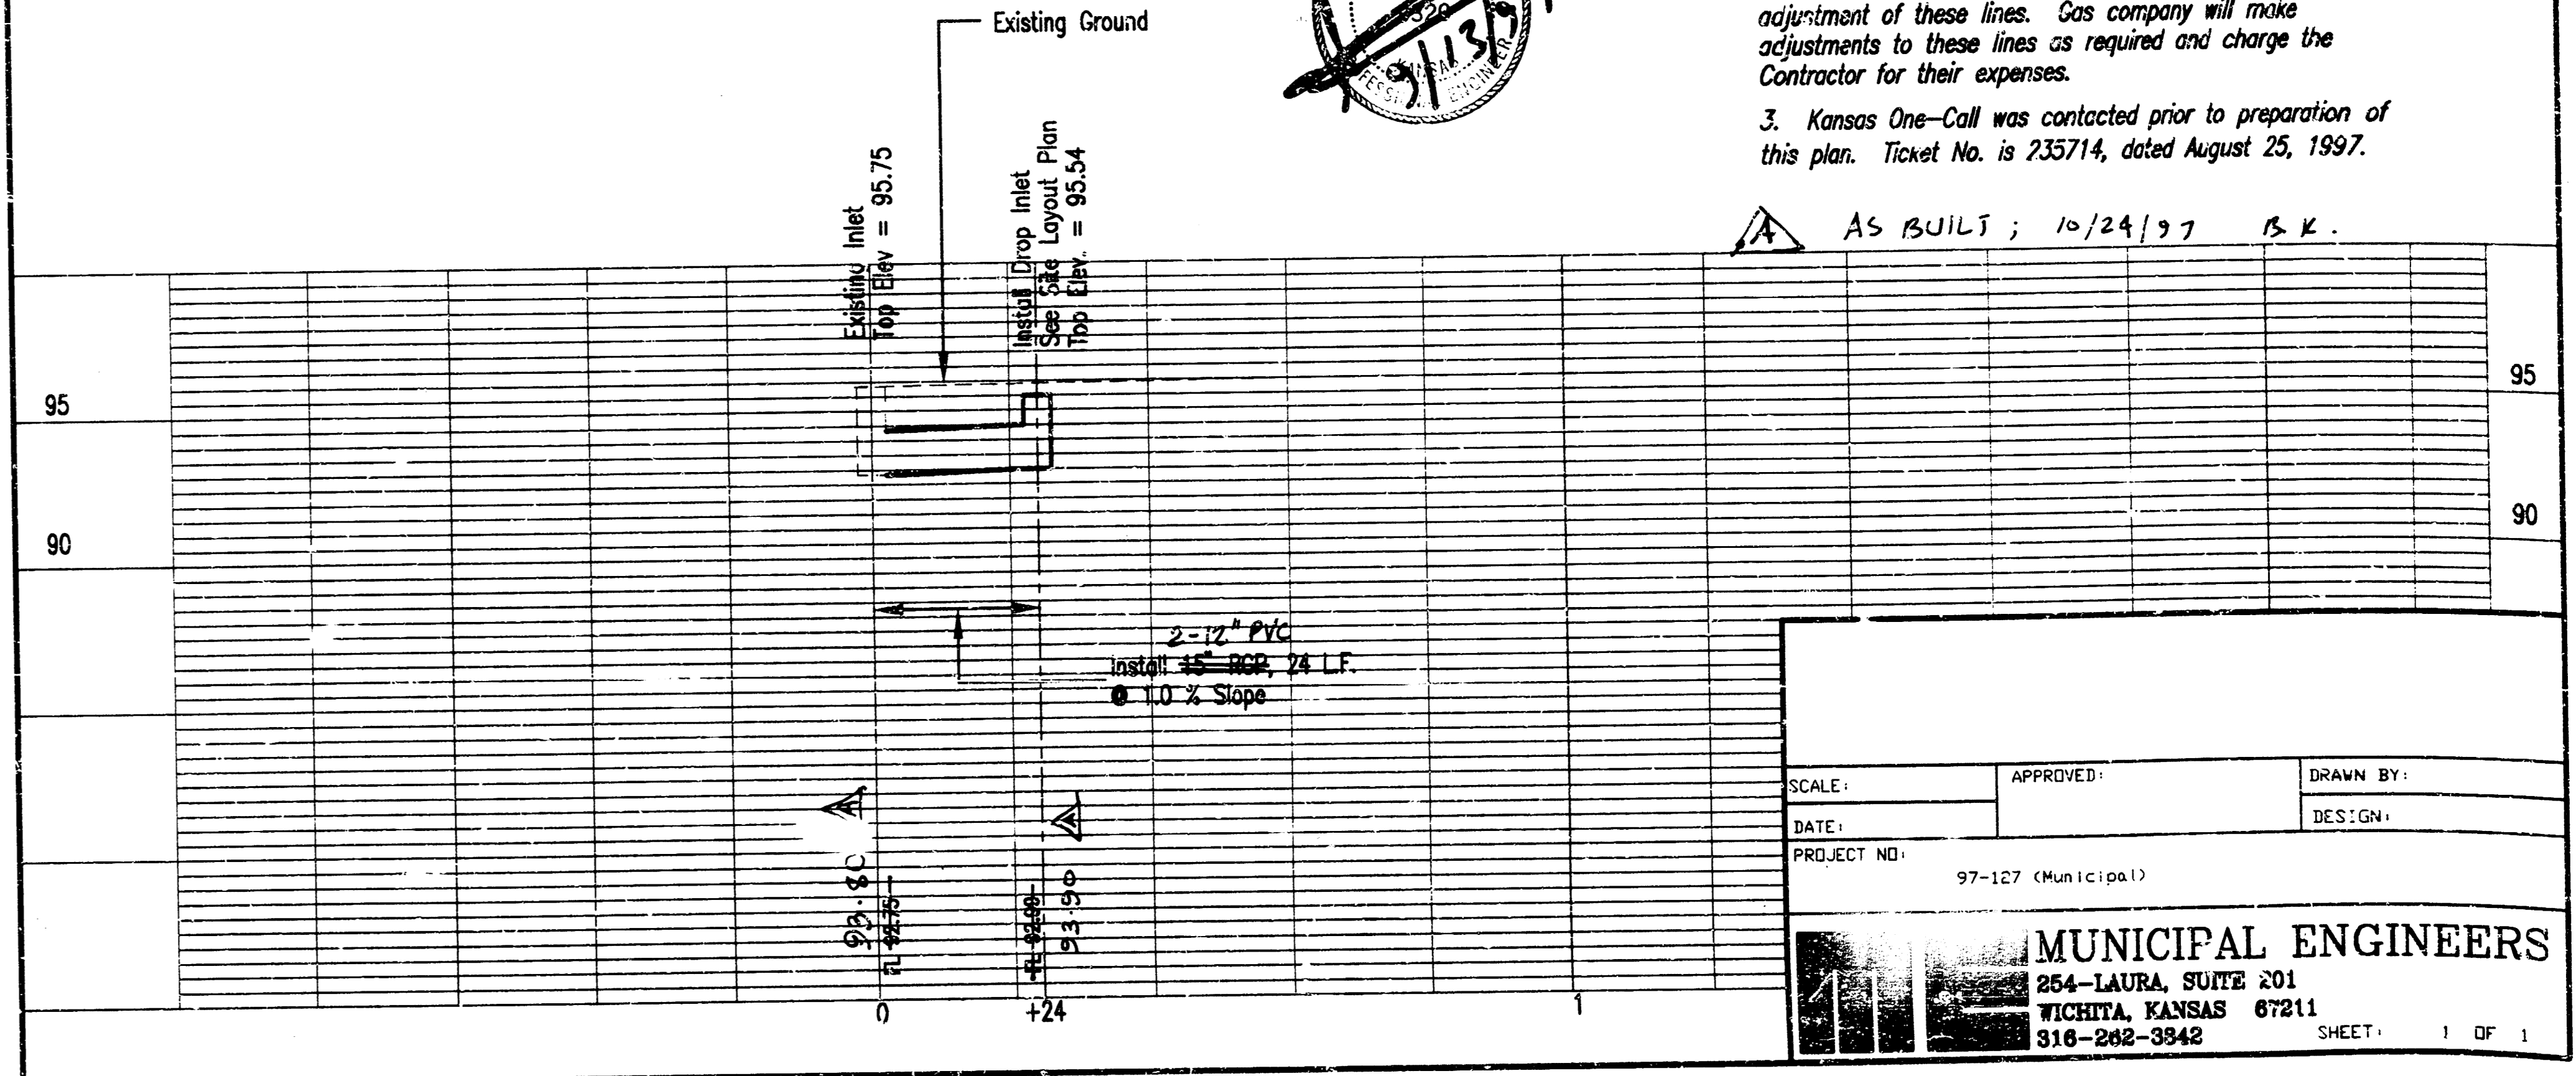 Existing Ground
adjustment of these lines. Gas company will make
adjustments to these lines as required and charge the
Contractor for their expenses.
3. Kansas One-Call was contacted prior to preparation of
this plan. Ticket No. is 235714, dated August 25, 1997.
A AS BUILT ; 10/24/97 B K .
9/13/9
ENGINEER
Existing Inlet
Top Elev = 95.75
Install Drop Inlet
See Site Layout Plan
Top Elev. = 95.54
95
95
90
90
2-12" PVC
Install 15" RCP, 24 L.F.
@ 1.0 % Slope
A
A
93.80
FL 92.75
FL
93.90
0
+24
1
SCALE:
APPROVED:
DRAWN BY:
DATE:
DESIGN:
PROJECT NO:
97-127 (Municipal)
MUNICIPAL ENGINEERS
254-LAURA, SUITE 201
WICHITA, KANSAS 67211
316-262-3842
SHEET: 1 OF 1